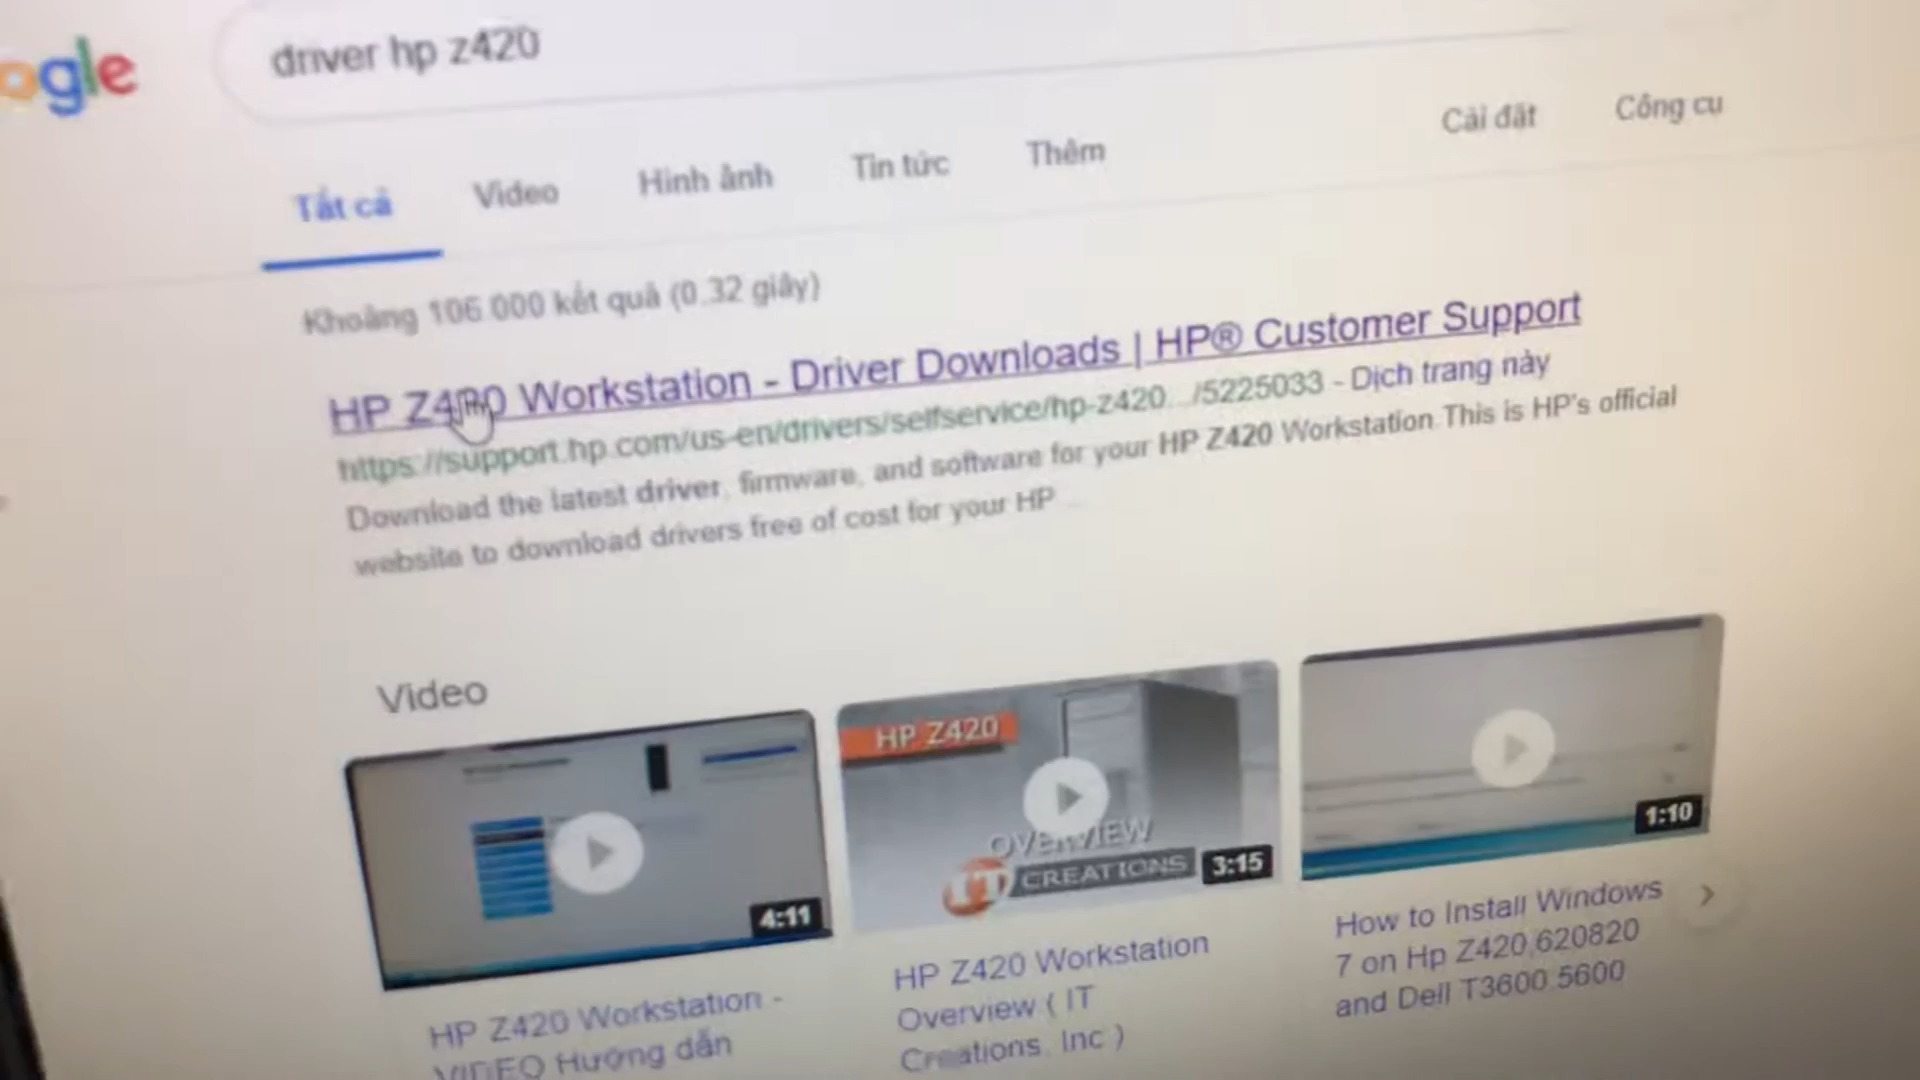 ogle
driver hp z420
Tất cả Video Hình ảnh Tin tức Thêm Cài đặt Công cụ
Khoảng 106.000 kết quả (0,32 giây)
HP Z420 Workstation - Driver Downloads | HP® Customer Support
https://support.hp.com/us-en/drivers/selfservice/hp-z420.../5225033 - Dịch trang này
Download the latest driver, firmware, and software for your HP Z420 Workstation.This is HP's official
website to download drivers free of cost for your HP ...
Video
4:11
HP Z420
OVERVIEW
IT CREATIONS
3:15
1:10
HP Z420 Workstation -
VIDEO Hướng dẫn
HP Z420 Workstation
Overview ( IT
Creations, Inc )
How to Install Windows
7 on Hp Z420,620820
and Dell T3600.5600